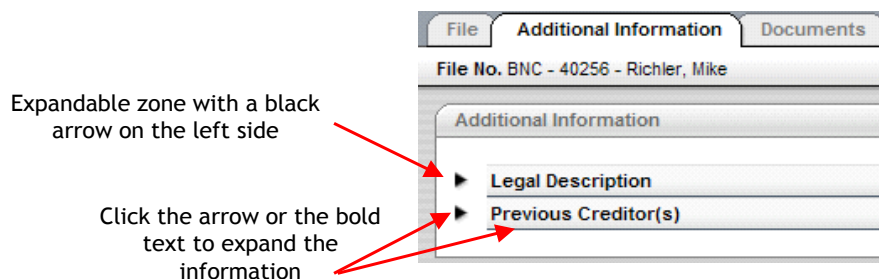 File Additional Information Documents
File No. BNC - 40256 - Richler, Mike
Expandable zone with a black
arrow on the left side
Additional Information
Legal Description
Previous Creditor(s)
Click the arrow or the bold
text to expand the
information